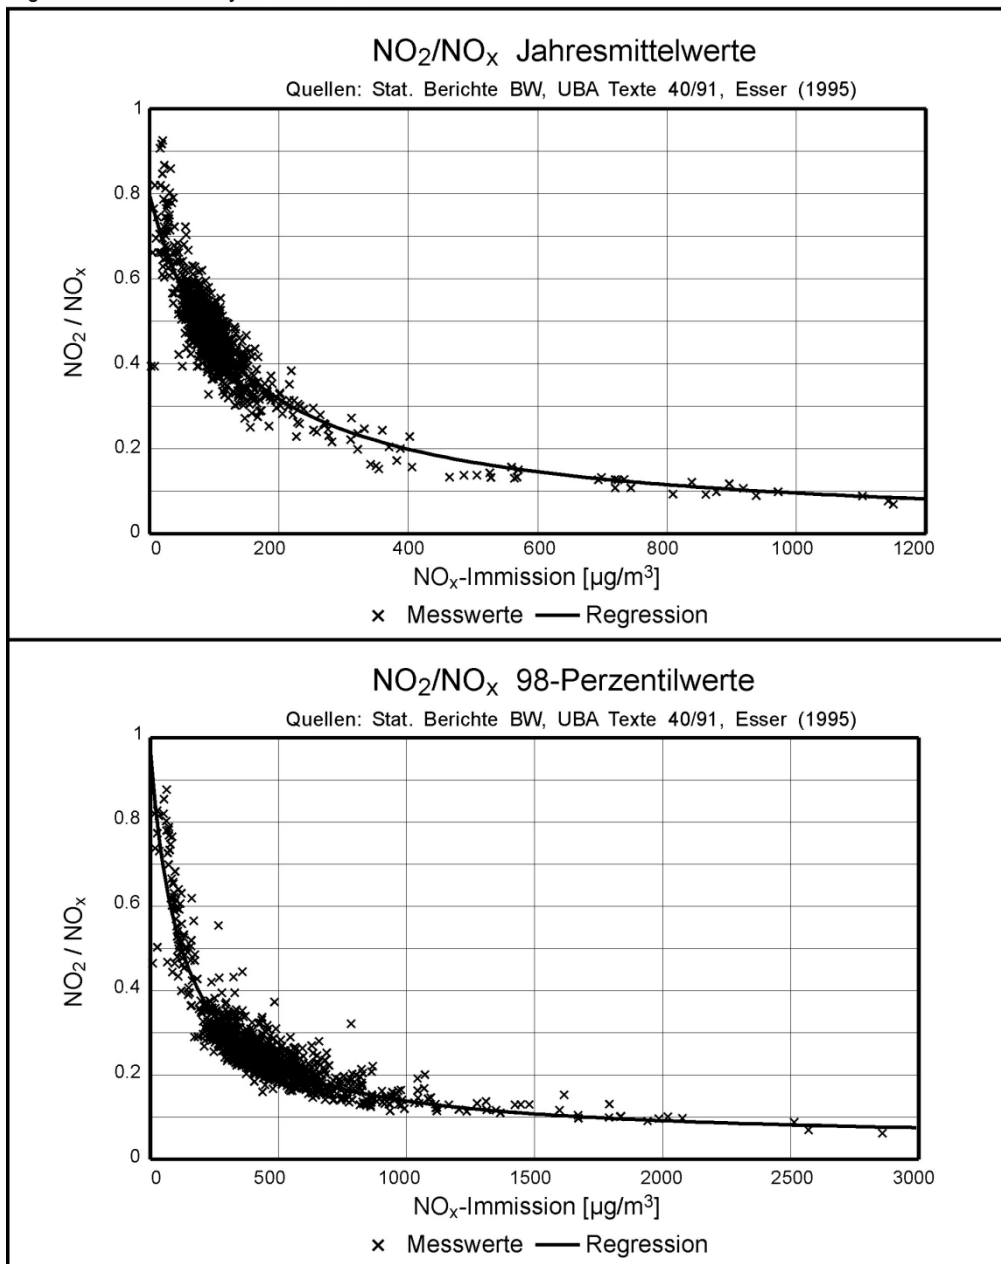 NO₂/NOₓ Jahresmittelwerte
Quellen: Stat. Berichte BW, UBA Texte 40/91, Esser (1995)
1
0.8
0.6
0.4
0.2
0
NO₂ / NOₓ
0 200 400 600 800 1000 1200
NOₓ-Immission [µg/m³]
× Messwerte — Regression
NO₂/NOₓ 98-Perzentilwerte
Quellen: Stat. Berichte BW, UBA Texte 40/91, Esser (1995)
1
0.8
0.6
0.4
0.2
0
NO₂ / NOₓ
0 500 1000 1500 2000 2500 3000
NOₓ-Immission [µg/m³]
× Messwerte — Regression